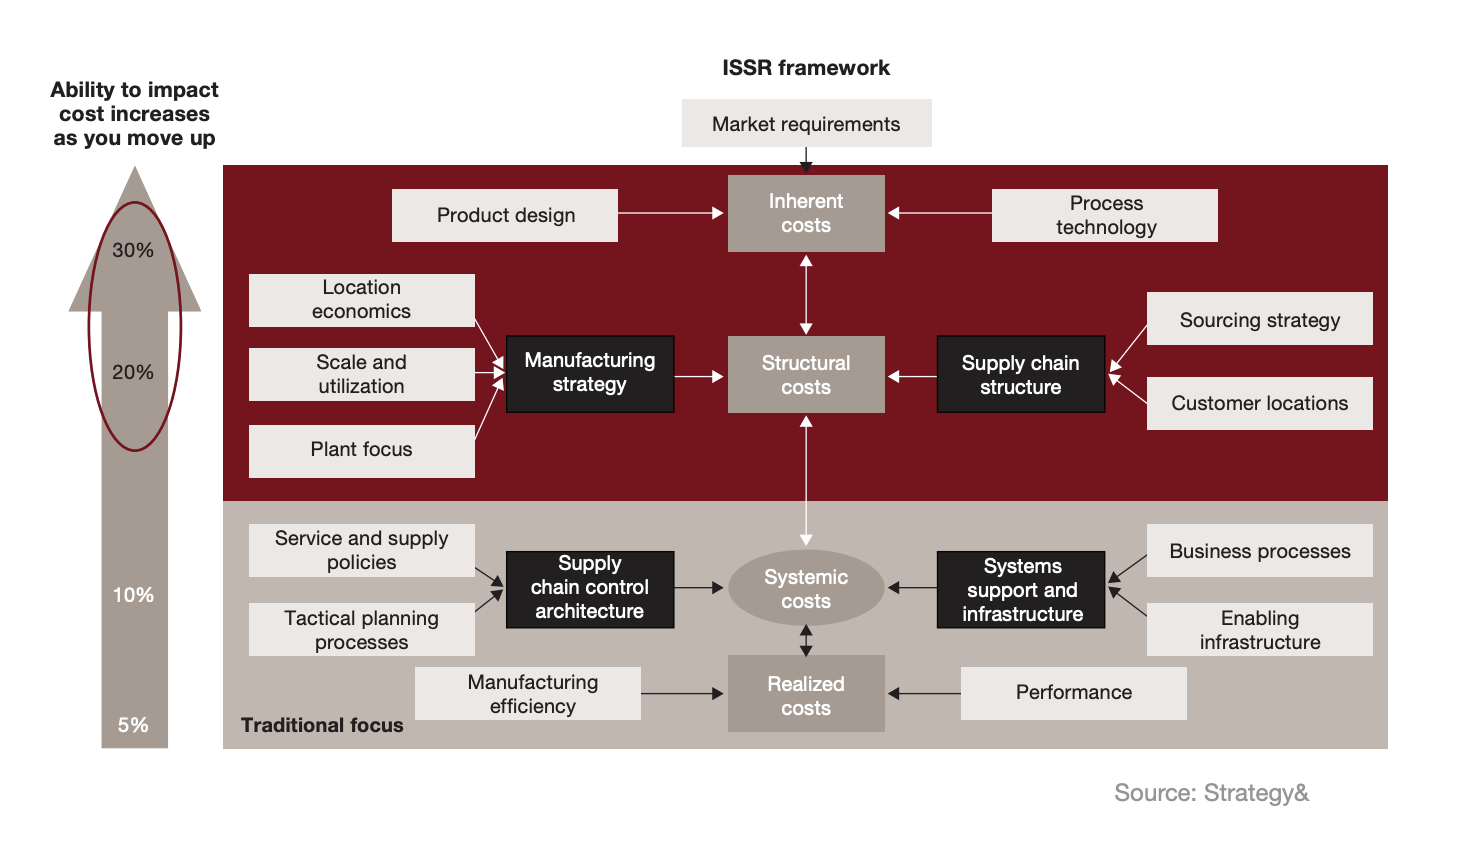 ISSR framework
Ability to impact
cost increases
as you move up
Market requirements
30%
20%
10%
5%
Product design
Inherent
costs
Process
technology
Location
economics
Scale and
utilization
Plant focus
Manufacturing
strategy
Structural
costs
Supply chain
structure
Sourcing strategy
Customer locations
Service and supply
policies
Tactical planning
processes
Supply
chain control
architecture
Systemic
costs
Systems
support and
infrastructure
Business processes
Enabling
infrastructure
Manufacturing
efficiency
Realized
costs
Performance
Traditional focus
Source: Strategy&